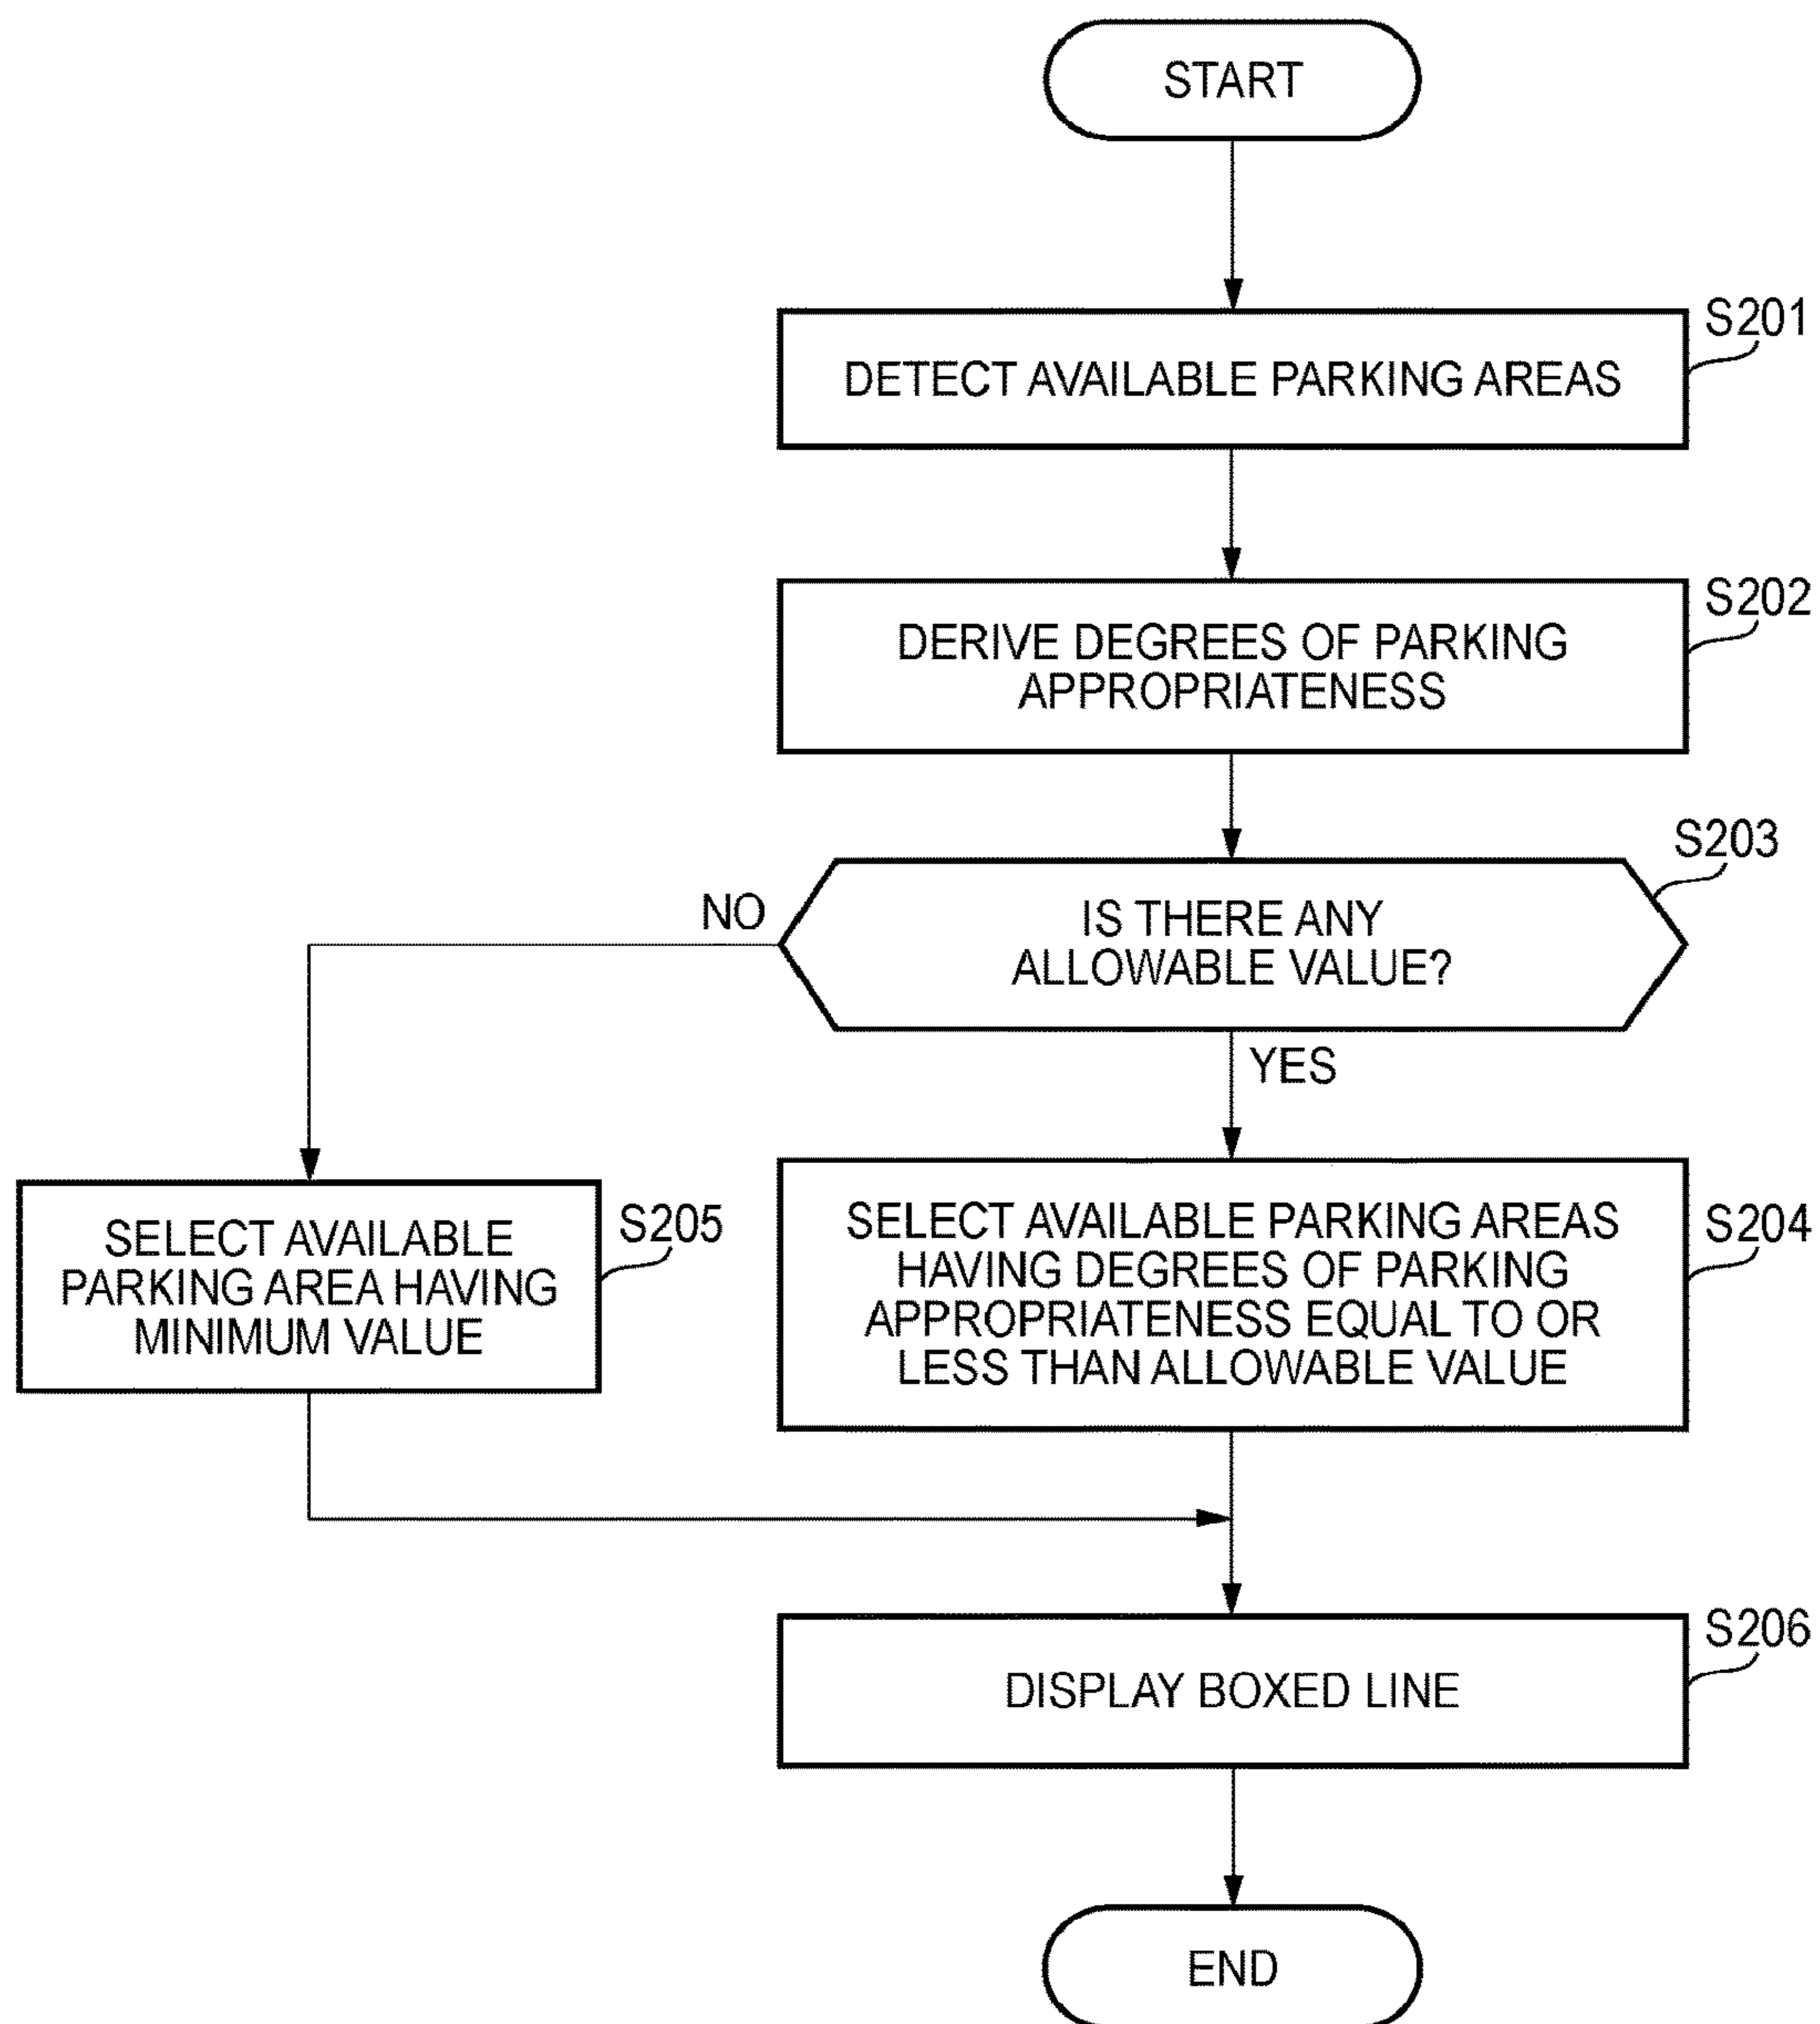 START
S201
DETECT AVAILABLE PARKING AREAS
S202
DERIVE DEGREES OF PARKING
APPROPRIATENESS
S203
IS THERE ANY
ALLOWABLE VALUE?
NO
YES
S205
SELECT AVAILABLE
PARKING AREA HAVING
MINIMUM VALUE
S204
SELECT AVAILABLE PARKING AREAS
HAVING DEGREES OF PARKING
APPROPRIATENESS EQUAL TO OR
LESS THAN ALLOWABLE VALUE
S206
DISPLAY BOXED LINE
END